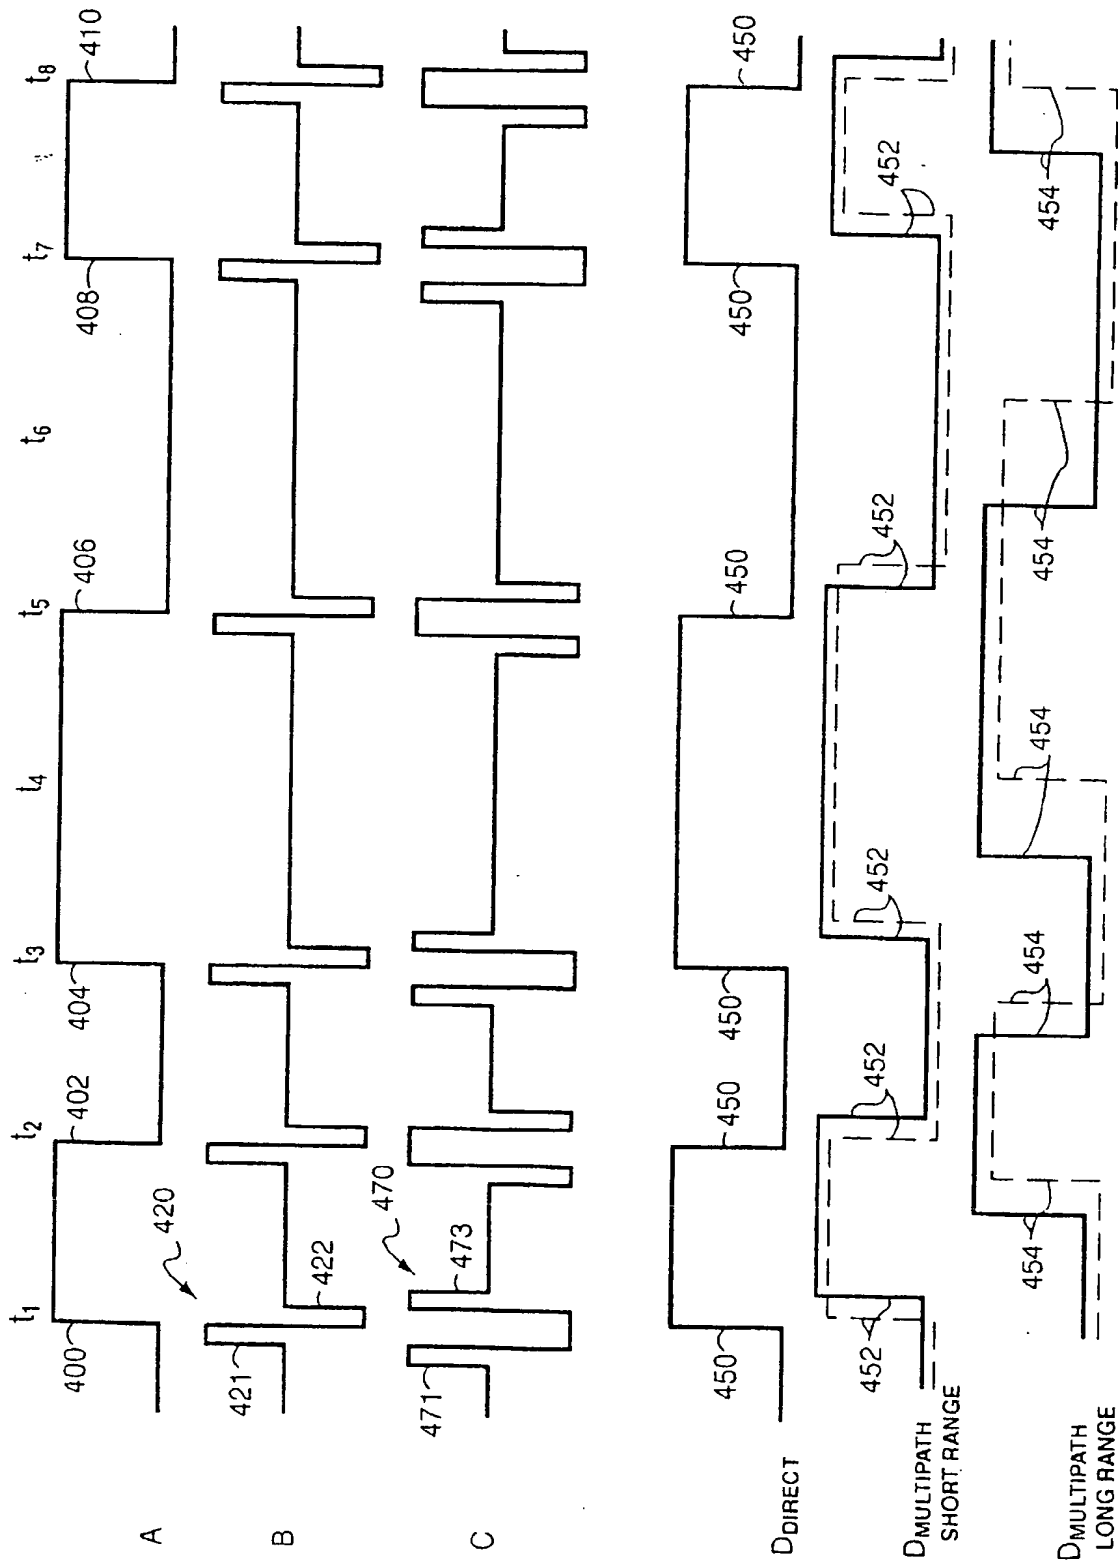 t1 t2 t3 t4 t5 t6 t7 t8
A
400 402 404 406 408 410
B
420
421 422
C
470
471 473
DDIRECT
450 450 450 450 450 450
DMULTIPATH
SHORT RANGE
452 452 452 452 452
DMULTIPATH
LONG RANGE
454 454 454 454 454